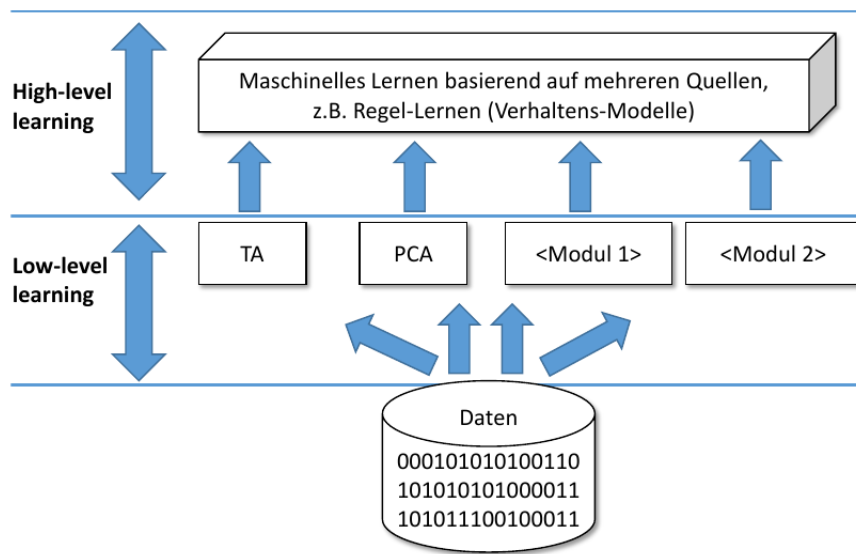 High-level
learning
Maschinelles Lernen basierend auf mehreren Quellen,
z.B. Regel-Lernen (Verhaltens-Modelle)
Low-level
learning
TA
PCA
<Modul 1>
<Modul 2>
Daten
000101010100110
101010101000011
101011100100011